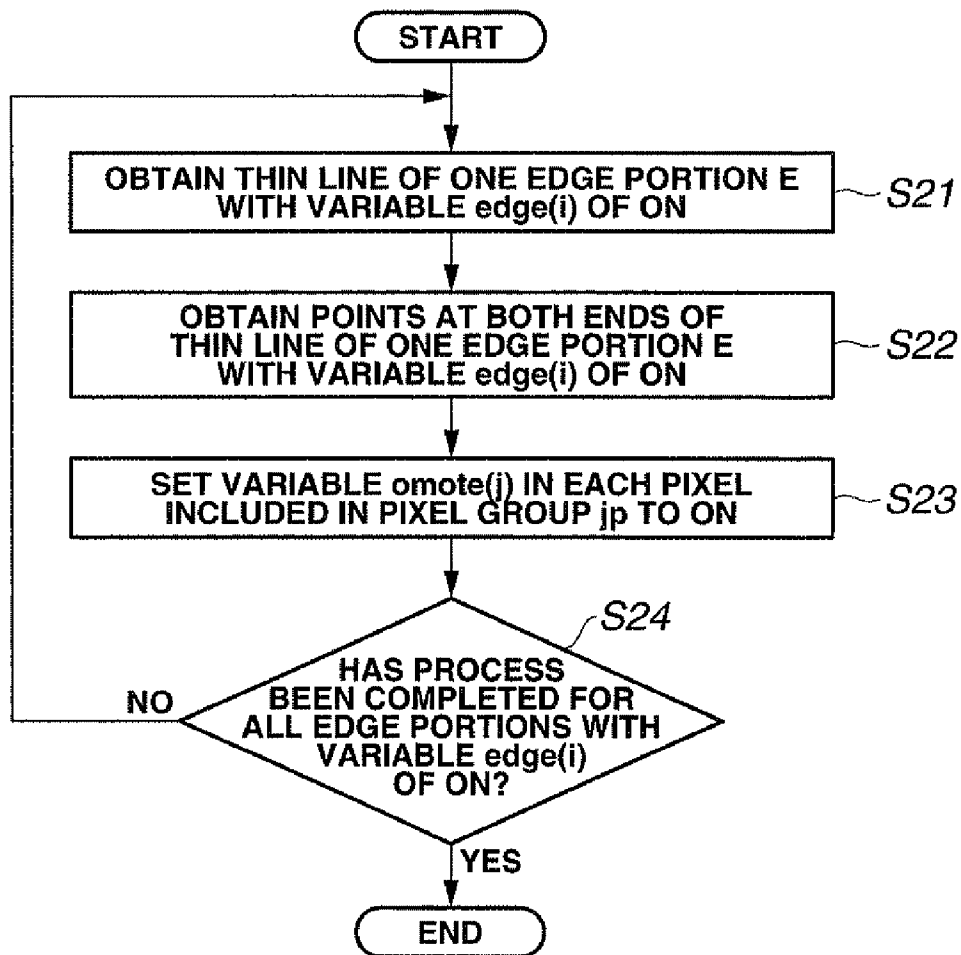 START
OBTAIN THIN LINE OF ONE EDGE PORTION E
WITH VARIABLE edge(i) OF ON
S21
OBTAIN POINTS AT BOTH ENDS OF
THIN LINE OF ONE EDGE PORTION E
WITH VARIABLE edge(i) OF ON
S22
SET VARIABLE omote(j) IN EACH PIXEL
INCLUDED IN PIXEL GROUP jp TO ON
S23
S24
HAS PROCESS
BEEN COMPLETED FOR
ALL EDGE PORTIONS WITH
VARIABLE edge(i)
OF ON?
NO
YES
END